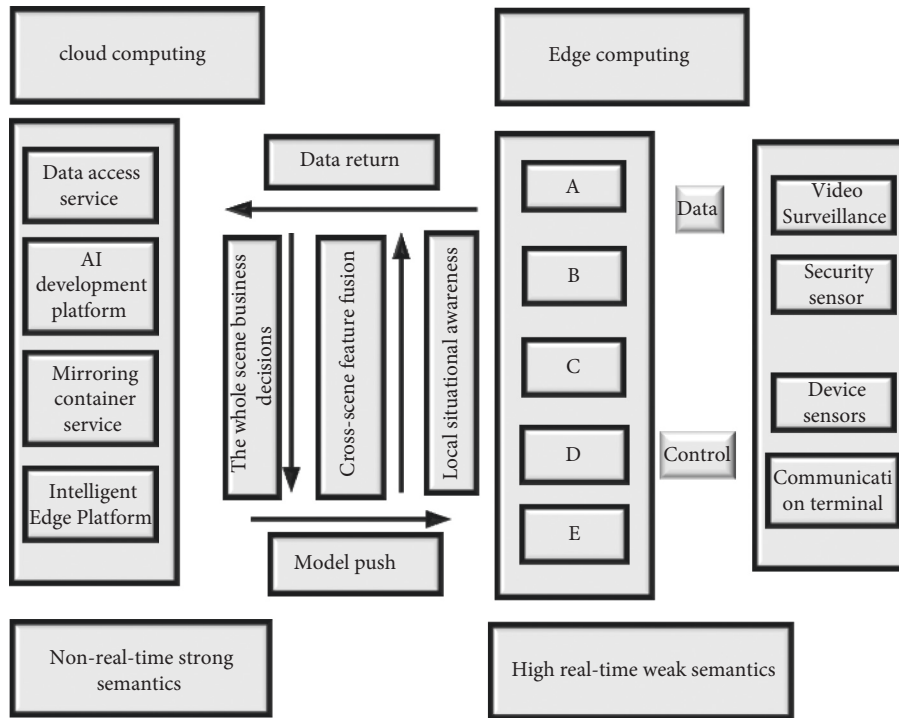 cloud computing
Edge computing
Data access
service
AI
development
platform
Mirroring
container
service
Intelligent
Edge Platform
Data return
The whole scene business
decisions
Cross-scene feature fusion
Local situational awareness
Model push
A
B
C
D
E
Data
Control
Video
Surveillance
Security
sensor
Device
sensors
Communicati
on terminal
Non-real-time strong
semantics
High real-time weak semantics